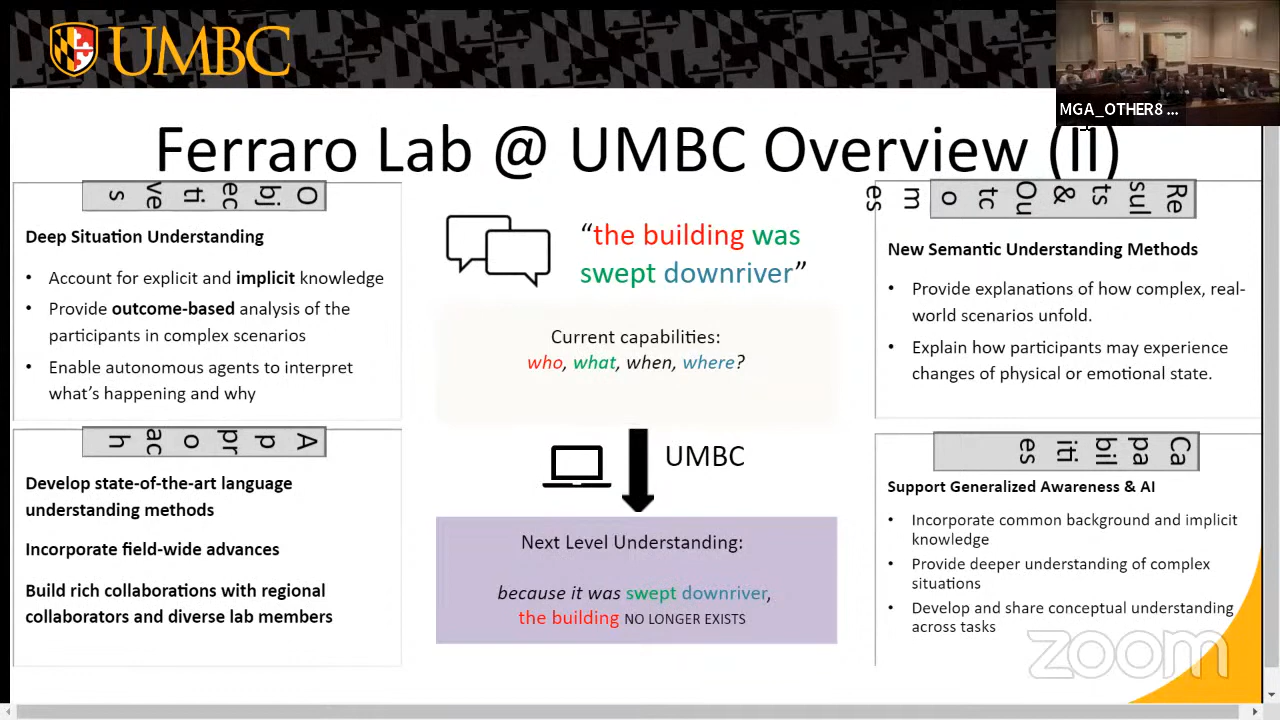 UMBC
MGA_OTHER8 ...
Ferraro Lab @ UMBC Overview (II)
Objectives
Deep Situation Understanding
• Account for explicit and implicit knowledge
• Provide outcome-based analysis of the
participants in complex scenarios
• Enable autonomous agents to interpret
what's happening and why
Approach
Develop state-of-the-art language
understanding methods
Incorporate field-wide advances
Build rich collaborations with regional
collaborators and diverse lab members
“the building was
swept downriver”
Current capabilities:
who, what, when, where?
UMBC
Next Level Understanding:
because it was swept downriver,
the building NO LONGER EXISTS
Results & Outcomes
New Semantic Understanding Methods
• Provide explanations of how complex, real-
world scenarios unfold.
• Explain how participants may experience
changes of physical or emotional state.
Capabilities
Support Generalized Awareness & AI
• Incorporate common background and implicit
knowledge
• Provide deeper understanding of complex
situations
• Develop and share conceptual understanding
across tasks
zoom